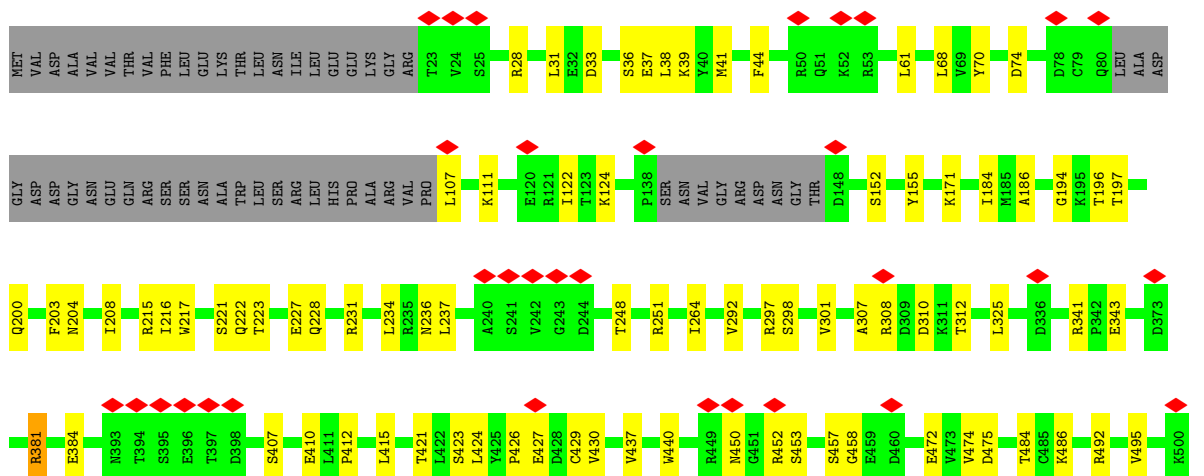 MET VAL ASP ALA VAL VAL THR VAL PHE LEU GLU LYS THR LEU ASN ILE LEU GLU GLU LYS GLY ARG T23 V24 S25 R28 L31 E32 D33 S36 E37 L38 K39 Y40 M41 F44 R50 Q51 K52 R53 L61 L68 V69 Y70 D74 D78 C79 Q80 LEU ALA ASP
GLY ASP ASP GLY ASN GLU GLN ARG SER SER ASN ALA TRP LEU SER ARG LEU HIS PRO ALA ARG VAL PRO L107 K111 E120 R121 I122 T123 K124 P138 SER ASN VAL GLY ARG ASP ASN GLY THR D148 S152 Y155 K171 I184 M185 A186 G194 K195 T196 T197
Q200 F203 N204 I208 R215 I216 W217 S221 Q222 T223 E227 Q228 R231 L234 R235 N236 L237 A240 S241 V242 G243 D244 T248 R251 I264 V292 R297 S298 V301 A307 R308 D309 D310 K311 T312 L325 D336 R341 P342 E343 D373
R381 E384 N393 T394 S395 E396 T397 D398 S407 E410 L411 P412 L415 T421 L422 S423 L424 Y425 P426 E427 D428 C429 V430 V437 W440 R449 N450 G451 R452 S453 S457 G458 E459 D460 E472 V473 V474 D475 T484 C485 K486 R492 V495 K500